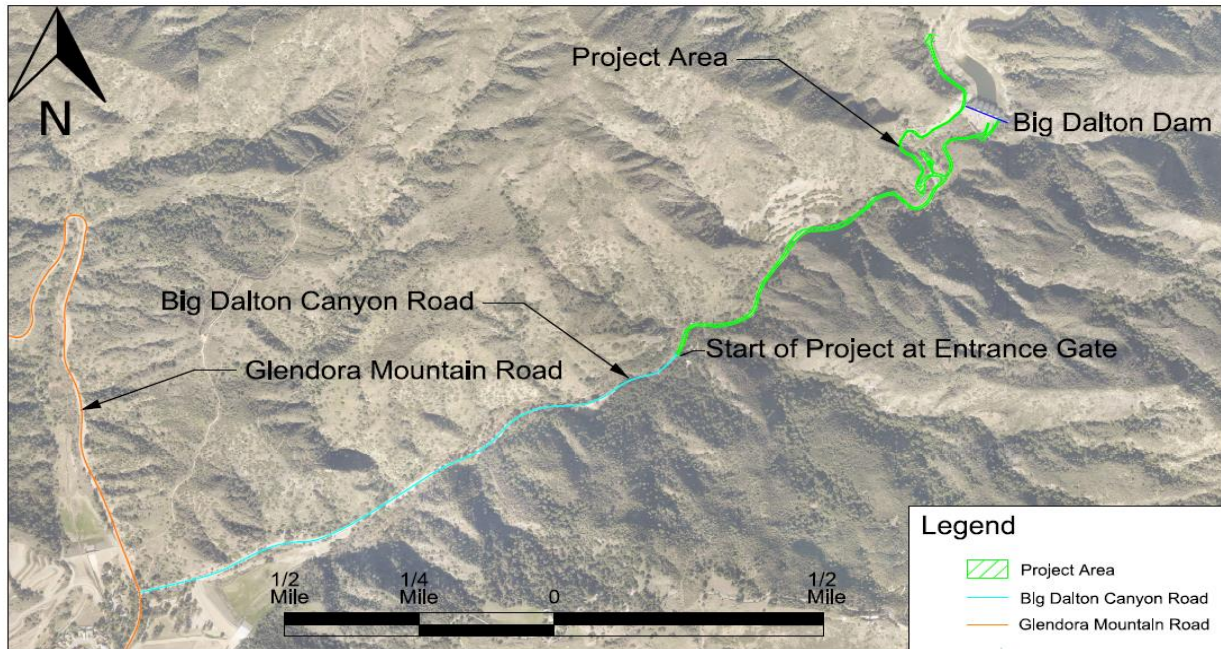 Project Area
N
Big Dalton Dam
Big Dalton Canyon Road
Start of Project at Entrance Gate
Glendora Mountain Road
1/2
Mile
1/4
Mile
0
1/2
Mile
Legend
Project Area
Big Dalton Canyon Road
Glendora Mountain Road